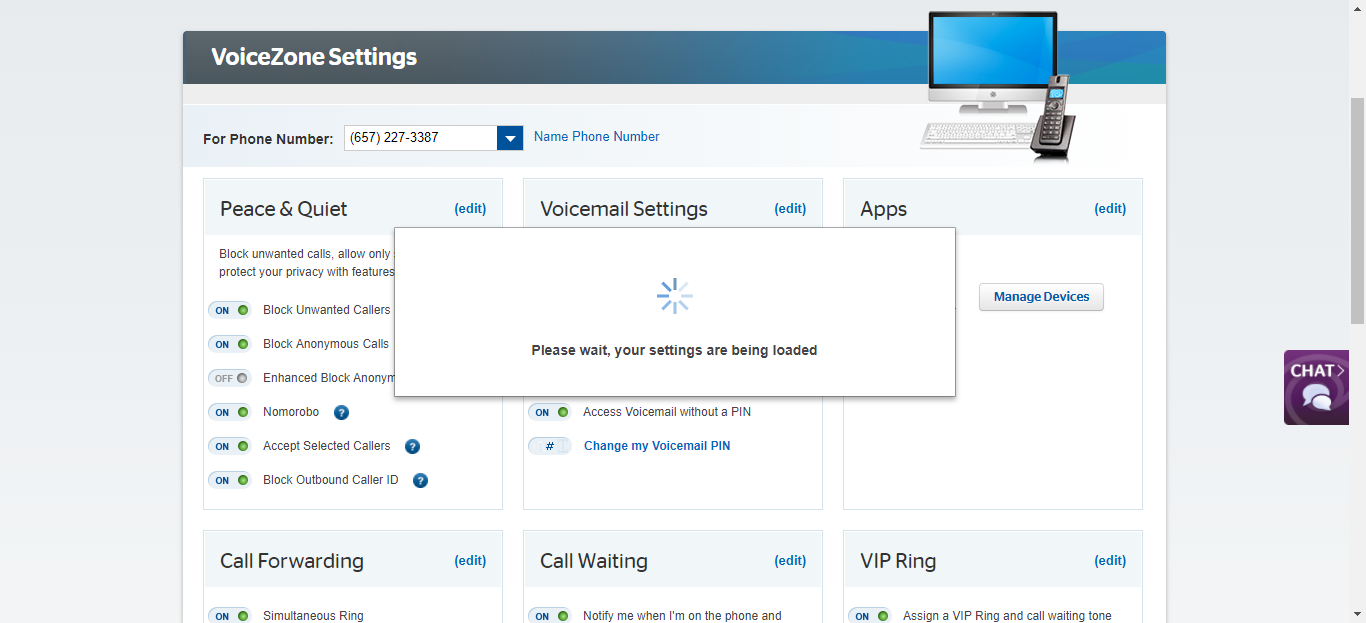 VoiceZone Settings
For Phone Number:
(657) 227-3387
Name Phone Number
Peace & Quiet
(edit)
Block unwanted calls, allow only
protect your privacy with features
ON
Block Unwanted Callers
ON
Block Anonymous Calls
OFF
Enhanced Block Anonym
ON
Nomorobo
?
ON
Accept Selected Callers
?
ON
Block Outbound Caller ID
?
Voicemail Settings
(edit)
Please wait, your settings are being loaded
ON
Access Voicemail without a PIN
#
Change my Voicemail PIN
Apps
(edit)
Manage Devices
CHAT>
Call Forwarding
(edit)
ON
Simultaneous Ring
Call Waiting
(edit)
ON
Notify me when I'm on the phone and
VIP Ring
(edit)
ON
Assign a VIP Ring and call waiting tone